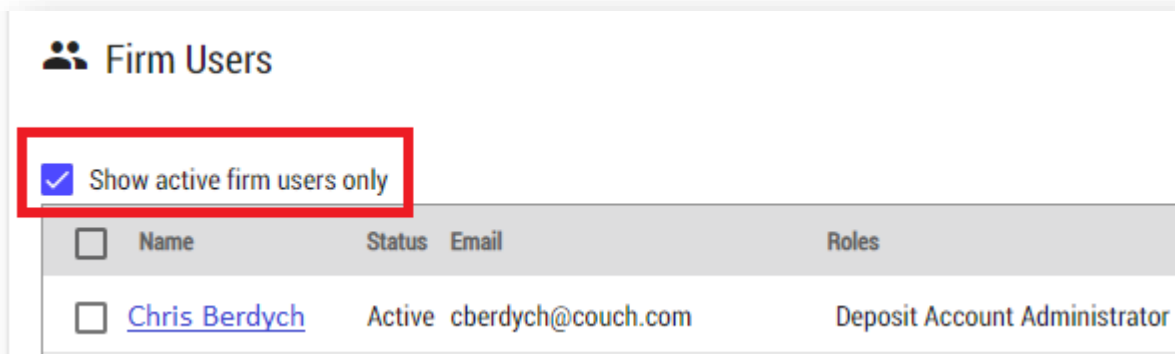 Firm Users
Show active firm users only
Name Status Email Roles
Chris Berdych Active cberdych@couch.com Deposit Account Administrator